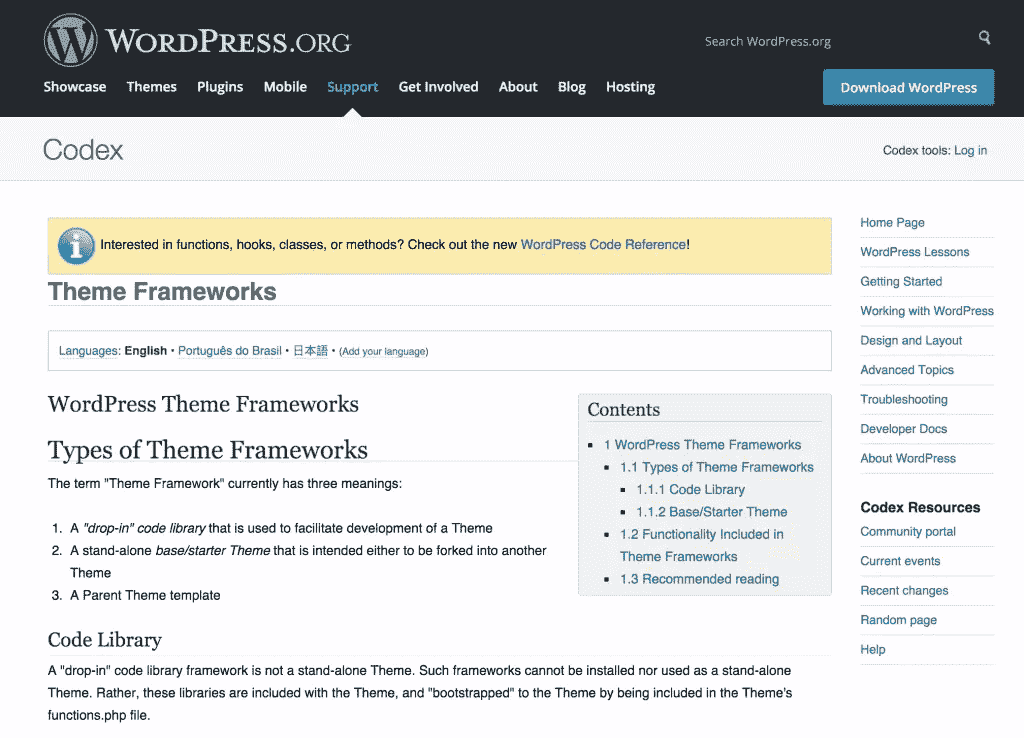 WORDPRESS.ORG
Search WordPress.org
Showcase Themes Plugins Mobile Support Get Involved About Blog Hosting
Download WordPress
Codex
Codex tools: Log in
Interested in functions, hooks, classes, or methods? Check out the new WordPress Code Reference!
Theme Frameworks
Languages: English • Português do Brasil • 日本語 • (Add your language)
WordPress Theme Frameworks
Types of Theme Frameworks
The term "Theme Framework" currently has three meanings:
1. A "drop-in" code library that is used to facilitate development of a Theme
2. A stand-alone base/starter Theme that is intended either to be forked into another
Theme
3. A Parent Theme template
Contents
1 WordPress Theme Frameworks
1.1 Types of Theme Frameworks
1.1.1 Code Library
1.1.2 Base/Starter Theme
1.2 Functionality Included in
Theme Frameworks
1.3 Recommended reading
Code Library
A "drop-in" code library framework is not a stand-alone Theme. Such frameworks cannot be installed nor used as a stand-alone
Theme. Rather, these libraries are included with the Theme, and "bootstrapped" to the Theme by being included in the Theme's
functions.php file.
Home Page
WordPress Lessons
Getting Started
Working with WordPress
Design and Layout
Advanced Topics
Troubleshooting
Developer Docs
About WordPress
Codex Resources
Community portal
Current events
Recent changes
Random page
Help